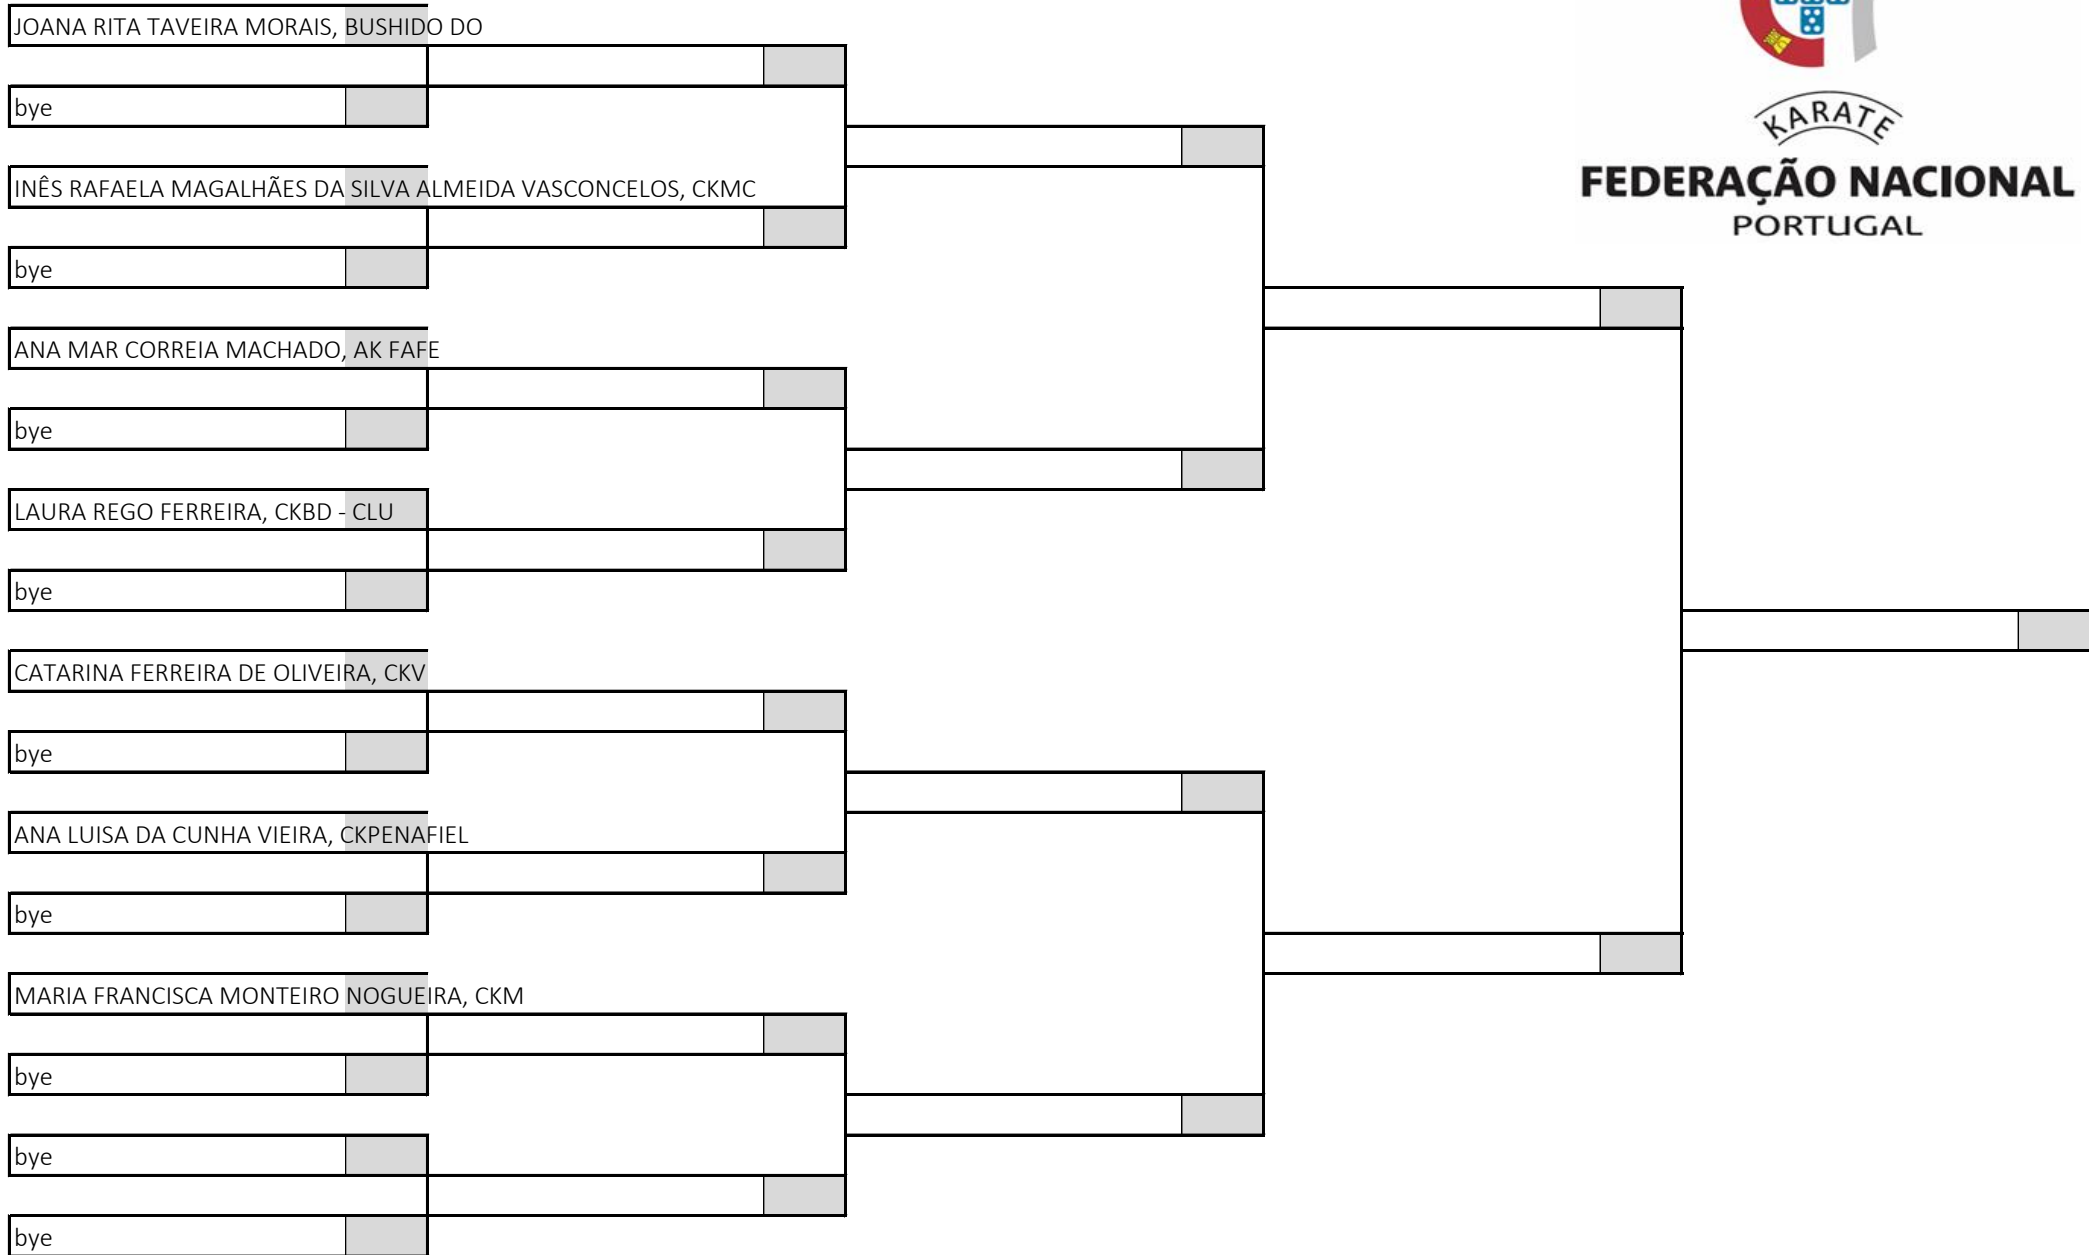 JOANA RITA TAVEIRA MORAIS, BUSHIDO DO
bye
KARATE
FEDERAÇÃO NACIONAL
PORTUGAL
INÊS RAFAELA MAGALHÃES DA SILVA ALMEIDA VASCONCELOS, CKMC
bye
ANA MAR CORREIA MACHADO, AK FAFE
bye
LAURA REGO FERREIRA, CKBD - CLU
bye
CATARINA FERREIRA DE OLIVEIRA, CKV
bye
ANA LUISA DA CUNHA VIEIRA, CKPENAFIEL
bye
MARIA FRANCISCA MONTEIRO NOGUEIRA, CKM
bye
bye
bye